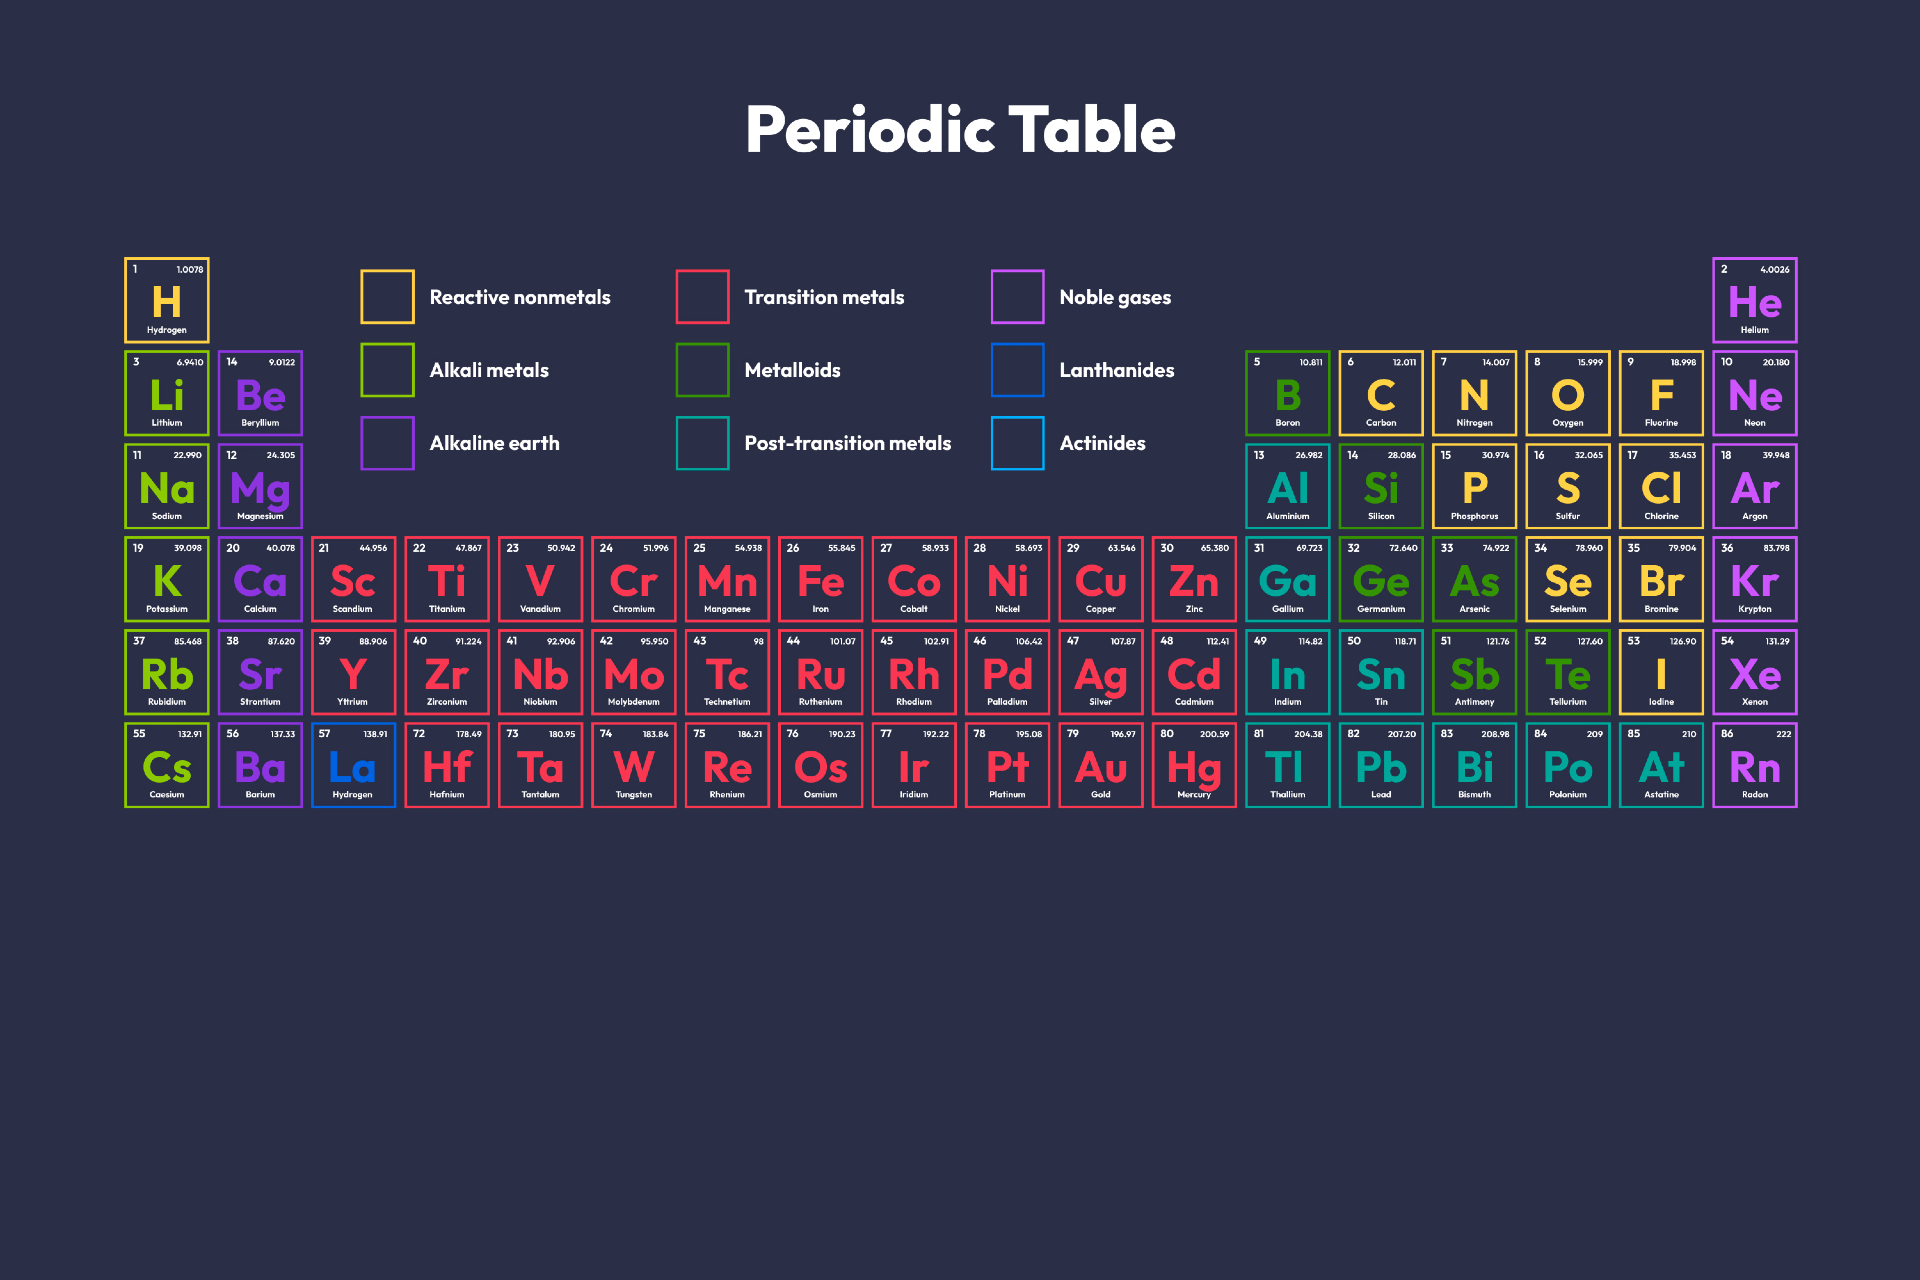 Periodic Table
1 1.0078
H
Hydrogen
Reactive nonmetals
Transition metals
Noble gases
2 4.0026
He
Helium
Alkali metals
Metalloids
Lanthanides
Alkaline earth
Post-transition metals
Actinides
3 6.9410
Li
Lithium
14 9.0122
Be
Beryllium
5 10.811
B
Boron
6 12.011
C
Carbon
7 14.007
N
Nitrogen
8 15.999
O
Oxygen
9 18.998
F
Fluorine
10 20.180
Ne
Neon
11 22.990
Na
Sodium
12 24.305
Mg
Magnesium
13 26.982
Al
Aluminium
14 28.086
Si
Silicon
15 30.974
P
Phosphorus
16 32.065
S
Sulfur
17 35.453
Cl
Chlorine
18 39.948
Ar
Argon
19 39.098
K
Potassium
20 40.078
Ca
Calcium
21 44.956
Sc
Scandium
22 47.867
Ti
Titanium
23 50.942
V
Vanadium
24 51.996
Cr
Chromium
25 54.938
Mn
Manganese
26 55.845
Fe
Iron
27 58.933
Co
Cobalt
28 58.693
Ni
Nickel
29 63.546
Cu
Copper
30 65.380
Zn
Zinc
31 69.723
Ga
Gallium
32 72.640
Ge
Germanium
33 74.922
As
Arsenic
34 78.960
Se
Selenium
35 79.904
Br
Bromine
36 83.798
Kr
Krypton
37 85.468
Rb
Rubidium
38 87.620
Sr
Strontium
39 88.906
Y
Yttrium
40 91.224
Zr
Zirconium
41 92.906
Nb
Niobium
42 95.950
Mo
Molybdenum
43 98
Tc
Technetium
44 101.07
Ru
Ruthenium
45 102.91
Rh
Rhodium
46 106.42
Pd
Palladium
47 107.87
Ag
Silver
48 112.41
Cd
Cadmium
49 114.82
In
Indium
50 118.71
Sn
Tin
51 121.76
Sb
Antimony
52 127.60
Te
Tellurium
53 126.90
I
Iodine
54 131.29
Xe
Xenon
55 132.91
Cs
Caesium
56 137.33
Ba
Barium
57 138.91
La
Hydrogen
72 178.49
Hf
Hafnium
73 180.95
Ta
Tantalum
74 183.84
W
Tungsten
75 186.21
Re
Rhenium
76 190.23
Os
Osmium
77 192.22
Ir
Iridium
78 195.08
Pt
Platinum
79 196.97
Au
Gold
80 200.59
Hg
Mercury
81 204.38
Tl
Thallium
82 207.20
Pb
Lead
83 208.98
Bi
Bismuth
84 209
Po
Polonium
85 210
At
Astatine
86 222
Rn
Radon